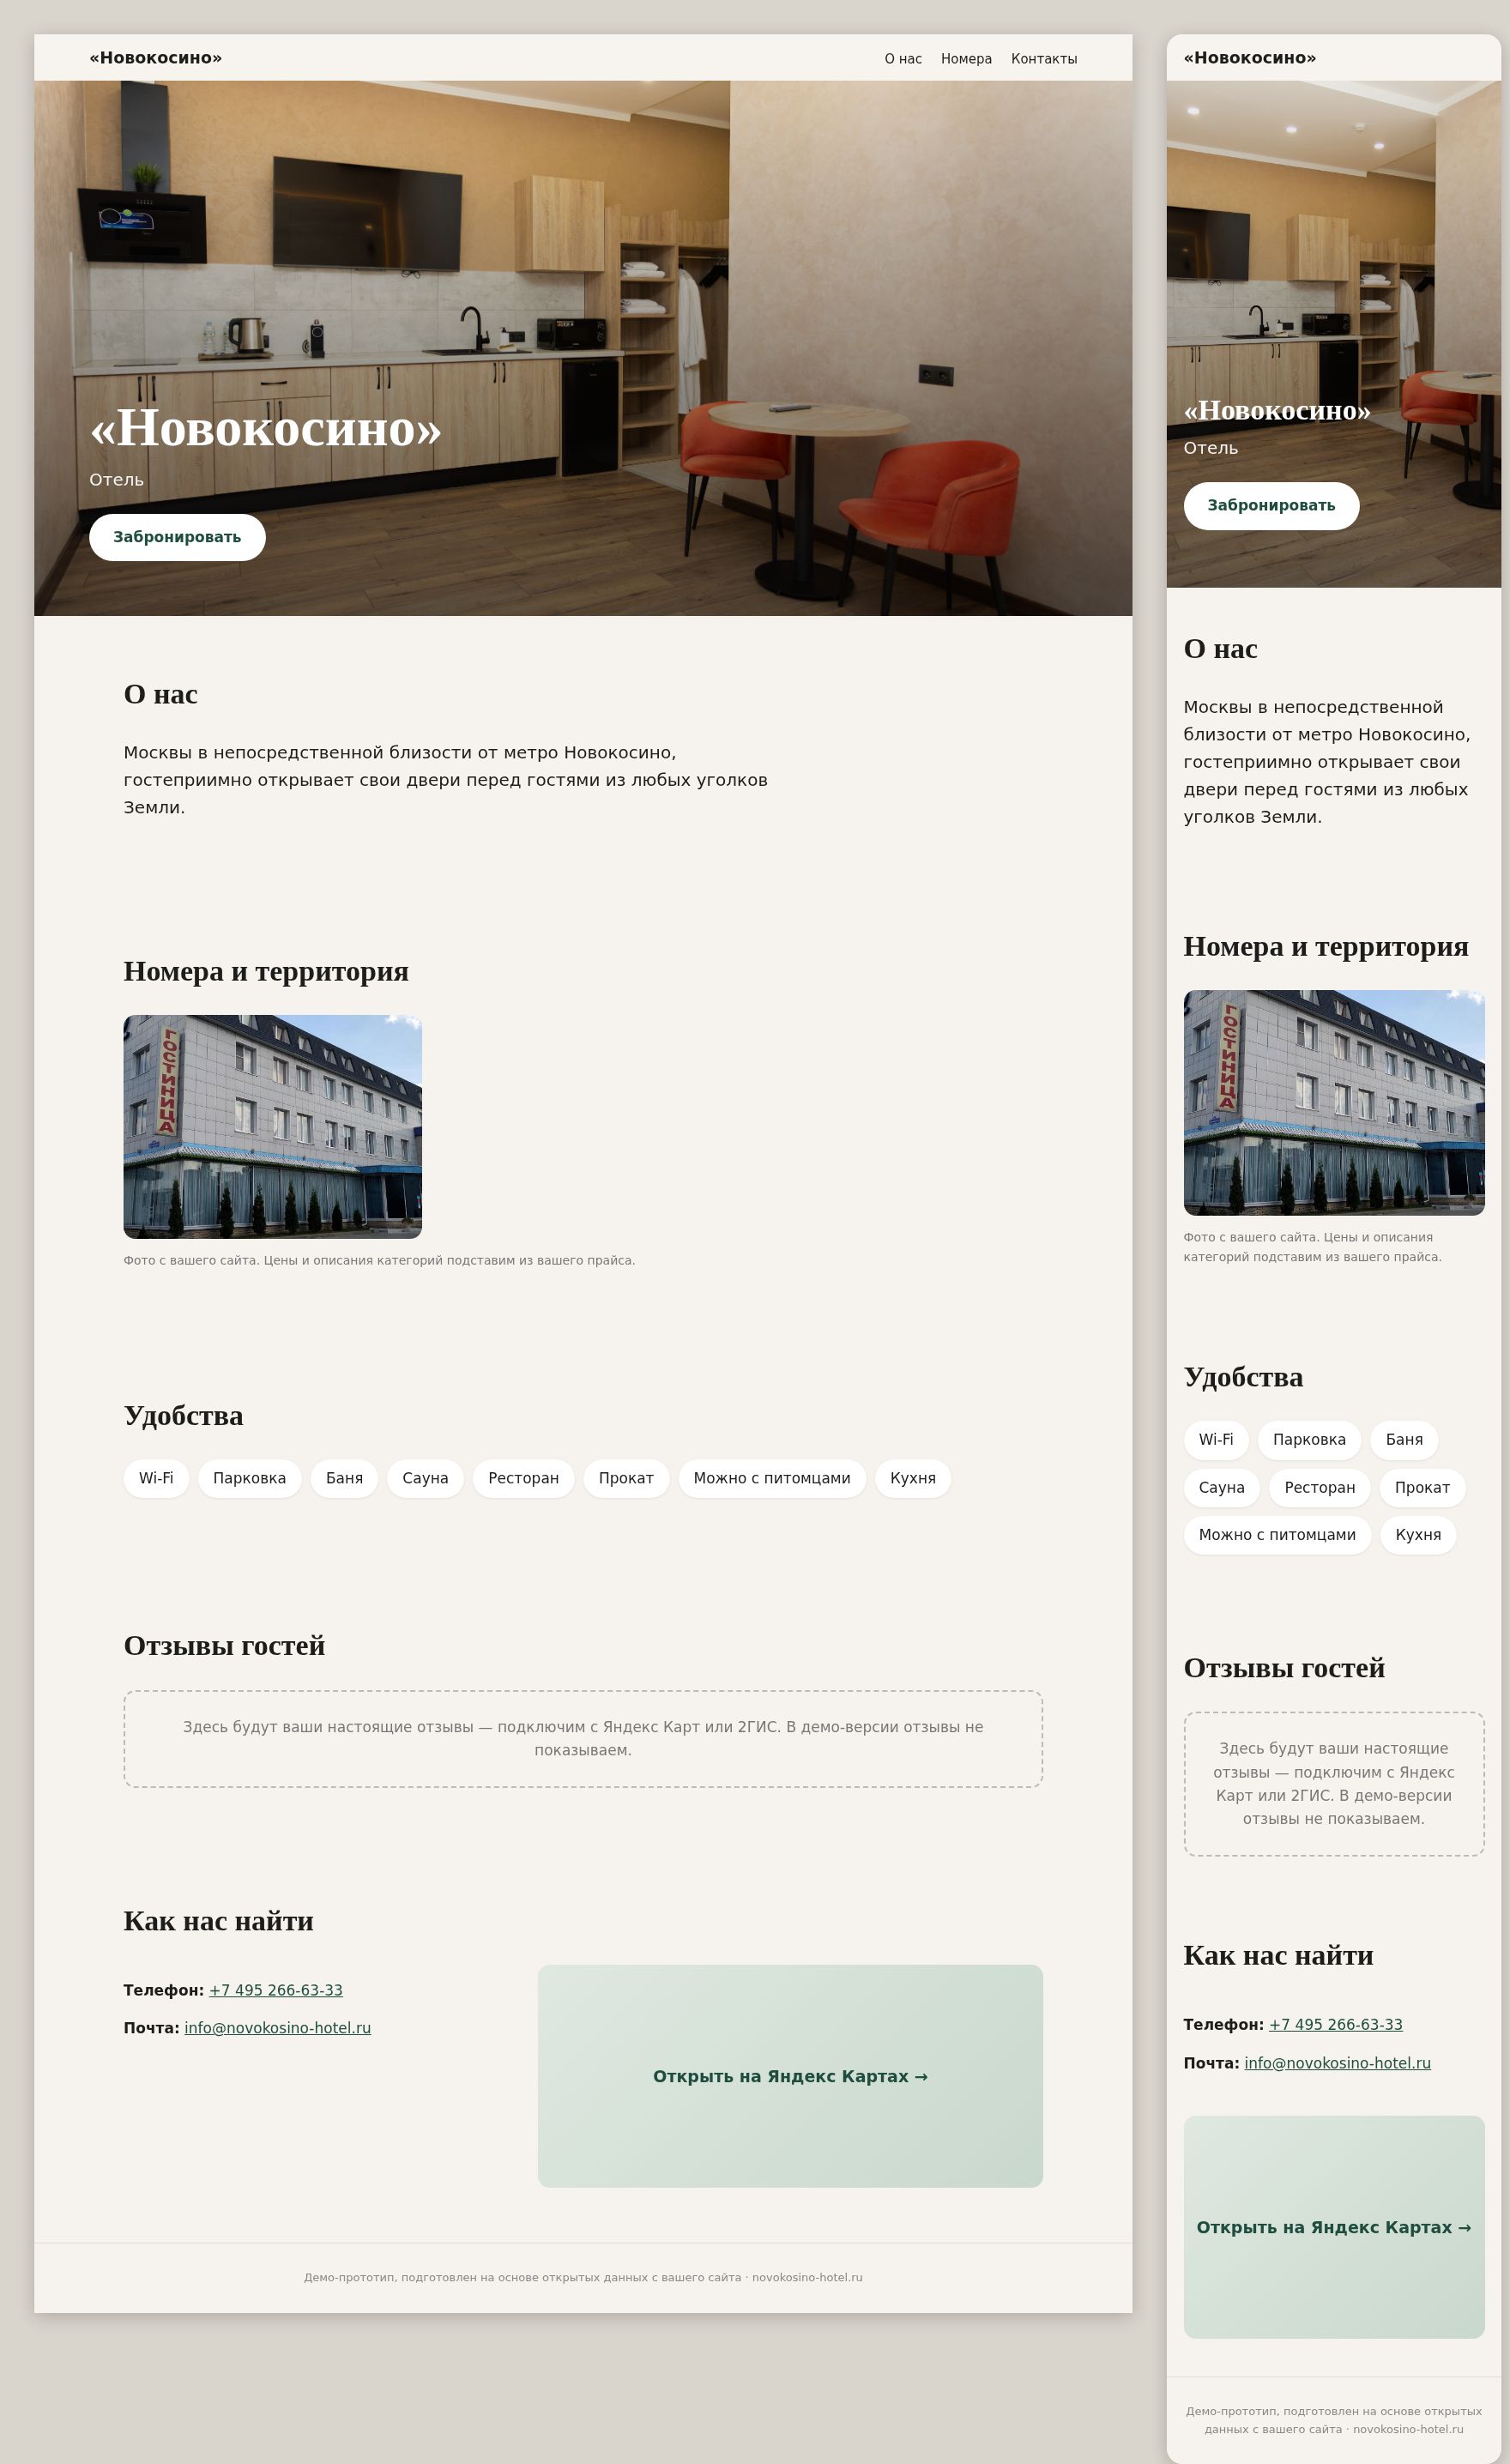 «Новокосино»
О нас Номера Контакты
«Новокосино»
Отель
Забронировать
О нас
Москвы в непосредственной близости от метро Новокосино,
гостеприимно открывает свои двери перед гостями из любых уголков
Земли.
Номера и территория
ГОСТИНИЦА
Фото с вашего сайта. Цены и описания категорий подставим из вашего прайса.
Удобства
Wi-Fi Парковка Баня Сауна Ресторан Прокат Можно с питомцами Кухня
Отзывы гостей
Здесь будут ваши настоящие отзывы — подключим с Яндекс Карт или 2ГИС. В демо-версии отзывы не
показываем.
Как нас найти
Телефон: +7 495 266-63-33
Почта: info@novokosino-hotel.ru
Открыть на Яндекс Картах →
Демо-прототип, подготовлен на основе открытых данных с вашего сайта · novokosino-hotel.ru
«Новокосино»
«Новокосино»
Отель
Забронировать
О нас
Москвы в непосредственной
близости от метро Новокосино,
гостеприимно открывает свои
двери перед гостями из любых
уголков Земли.
Номера и территория
ГОСТИНИЦА
Фото с вашего сайта. Цены и описания
категорий подставим из вашего прайса.
Удобства
Wi-Fi Парковка Баня
Сауна Ресторан Прокат
Можно с питомцами Кухня
Отзывы гостей
Здесь будут ваши настоящие
отзывы — подключим с Яндекс
Карт или 2ГИС. В демо-версии
отзывы не показываем.
Как нас найти
Телефон: +7 495 266-63-33
Почта: info@novokosino-hotel.ru
Открыть на Яндекс Картах →
Демо-прототип, подготовлен на основе открытых
данных с вашего сайта · novokosino-hotel.ru